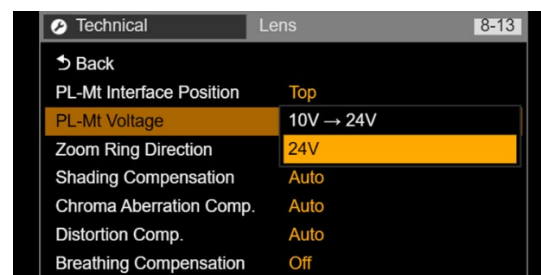 Technical Lens 8-13
Back
PL-Mt Interface Position Top
PL-Mt Voltage 10V → 24V
Zoom Ring Direction 24V
Shading Compensation Auto
Chroma Aberration Comp. Auto
Distortion Comp. Auto
Breathing Compensation Off